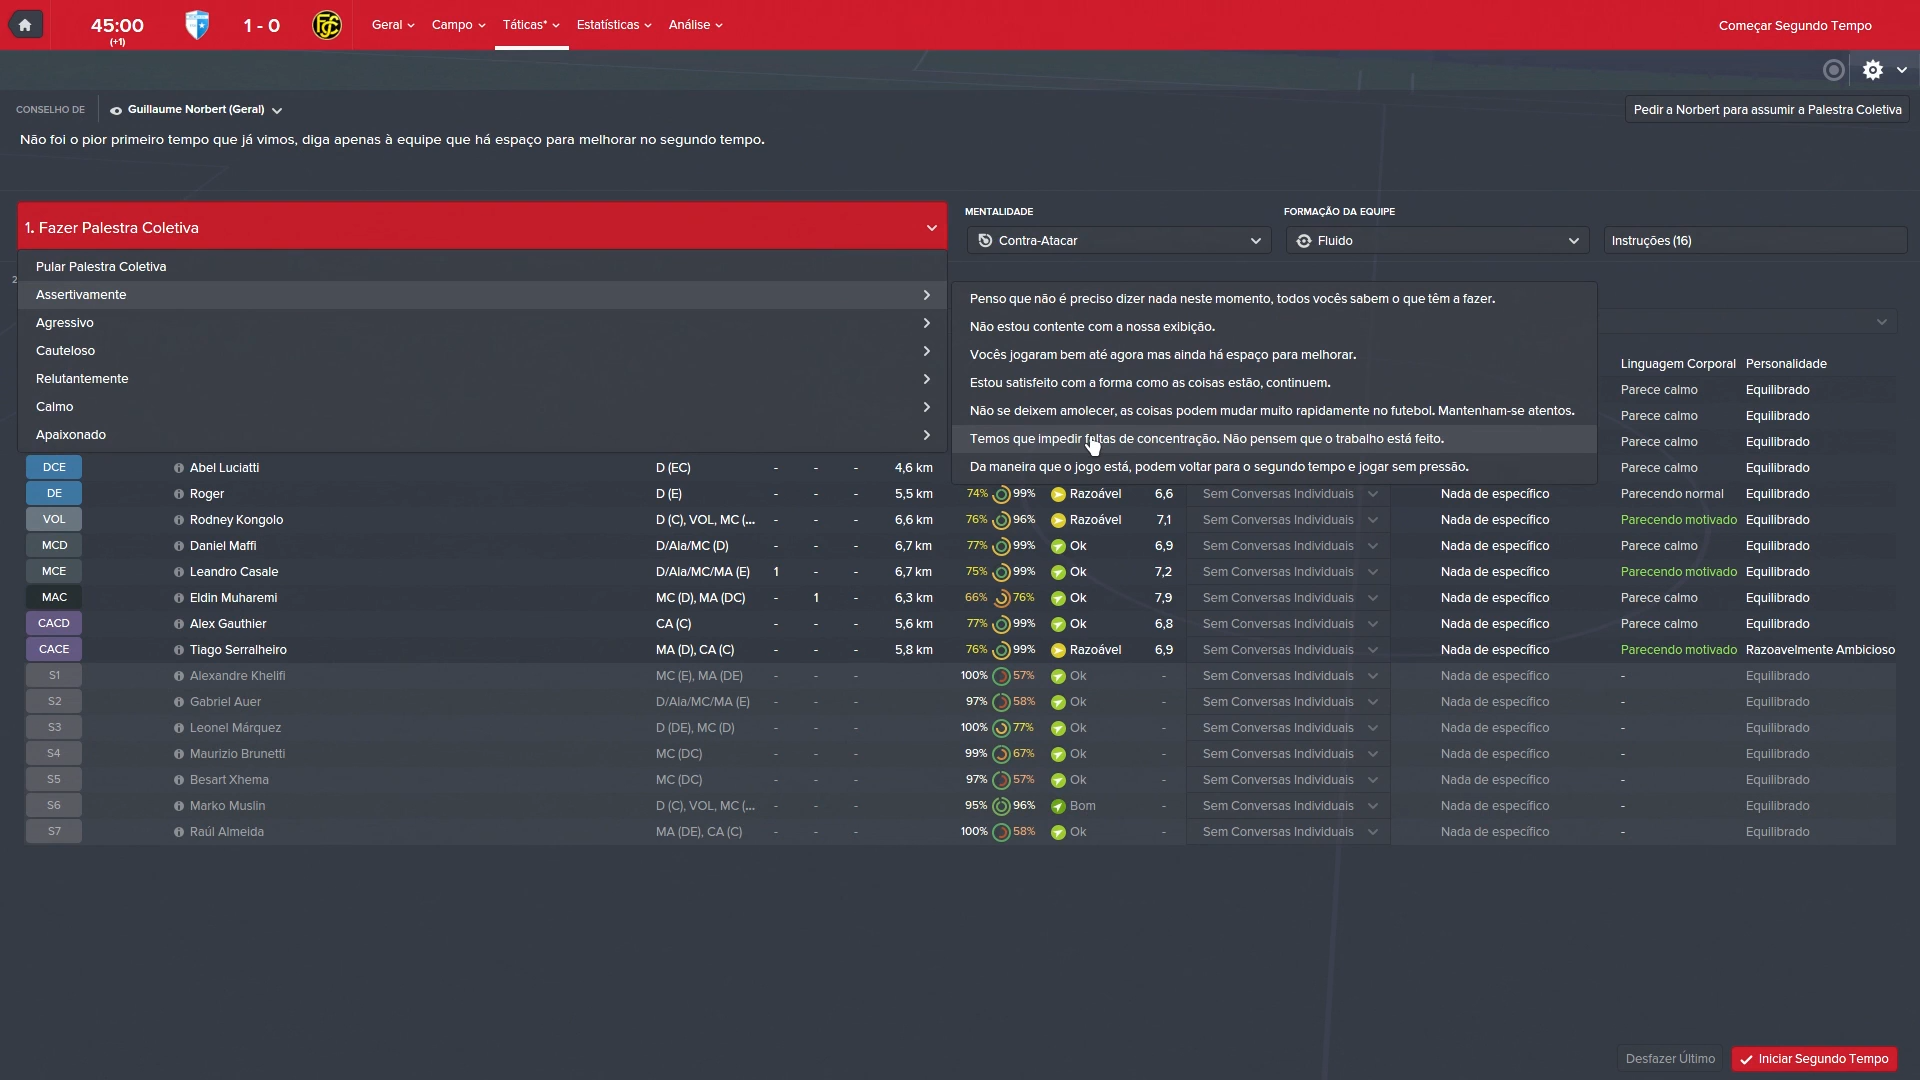 45:00
(+1)
1 - 0
Geral
Campo
Táticas*
Estatísticas
Análise
Começar Segundo Tempo
CONSELHO DE
Guillaume Norbert (Geral)
Pedir a Norbert para assumir a Palestra Coletiva
Não foi o pior primeiro tempo que já vimos, diga apenas à equipe que há espaço para melhorar no segundo tempo.
1. Fazer Palestra Coletiva
MENTALIDADE
Contra-Atacar
FORMAÇÃO DA EQUIPE
Fluido
Instruções (16)
Pular Palestra Coletiva
Assertivamente
Agressivo
Cauteloso
Relutantemente
Calmo
Apaixonado
Penso que não é preciso dizer nada neste momento, todos vocês sabem o que têm a fazer.
Não estou contente com a nossa exibição.
Vocês jogaram bem até agora mas ainda há espaço para melhorar.
Estou satisfeito com a forma como as coisas estão, continuem.
Não se deixem amolecer, as coisas podem mudar muito rapidamente no futebol. Mantenham-se atentos.
Temos que impedir faltas de concentração. Não pensem que o trabalho está feito.
Da maneira que o jogo está, podem voltar para o segundo tempo e jogar sem pressão.
Linguagem Corporal Personalidade
Parece calmo Equilibrado
Parece calmo Equilibrado
Parece calmo Equilibrado
DCE Abel Luciatti D (EC) - - - 4,6 km Parece calmo Equilibrado
DE Roger D (E) - - - 5,5 km 74% 99% Razoável 6,6 Sem Conversas Individuais Nada de específico Parecendo normal Equilibrado
VOL Rodney Kongolo D (C), VOL, MC (... - - - 6,6 km 76% 96% Razoável 7,1 Sem Conversas Individuais Nada de específico Parecendo motivado Equilibrado
MCD Daniel Maffi D/Ala/MC (D) - - - 6,7 km 77% 99% Ok 6,9 Sem Conversas Individuais Nada de específico Parece calmo Equilibrado
MCE Leandro Casale D/Ala/MC/MA (E) 1 - - 6,7 km 75% 99% Ok 7,2 Sem Conversas Individuais Nada de específico Parecendo motivado Equilibrado
MAC Eldin Muharemi MC (D), MA (DC) - 1 - 6,3 km 66% 76% Ok 7,9 Sem Conversas Individuais Nada de específico Parece calmo Equilibrado
CACD Alex Gauthier CA (C) - - - 5,6 km 77% 99% Ok 6,8 Sem Conversas Individuais Nada de específico Parece calmo Equilibrado
CACE Tiago Serralheiro MA (D), CA (C) - - - 5,8 km 76% 99% Razoável 6,9 Sem Conversas Individuais Nada de específico Parecendo motivado Razoavelmente Ambicioso
S1 Alexandre Khelifi MC (E), MA (DE) - - - 100% 57% Ok - Sem Conversas Individuais Nada de específico - Equilibrado
S2 Gabriel Auer D/Ala/MC/MA (E) - - - 97% 58% Ok - Sem Conversas Individuais Nada de específico - Equilibrado
S3 Leonel Márquez D (DE), MC (D) - - - 100% 77% Ok - Sem Conversas Individuais Nada de específico - Equilibrado
S4 Maurizio Brunetti MC (DC) - - - 99% 67% Ok - Sem Conversas Individuais Nada de específico - Equilibrado
S5 Besart Xhema MC (DC) - - - 97% 57% Ok - Sem Conversas Individuais Nada de específico - Equilibrado
S6 Marko Muslin D (C), VOL, MC (... - - - 95% 96% Bom - Sem Conversas Individuais Nada de específico - Equilibrado
S7 Raúl Almeida MA (DE), CA (C) - - - 100% 58% Ok - Sem Conversas Individuais Nada de específico - Equilibrado
Desfazer Último
Iniciar Segundo Tempo